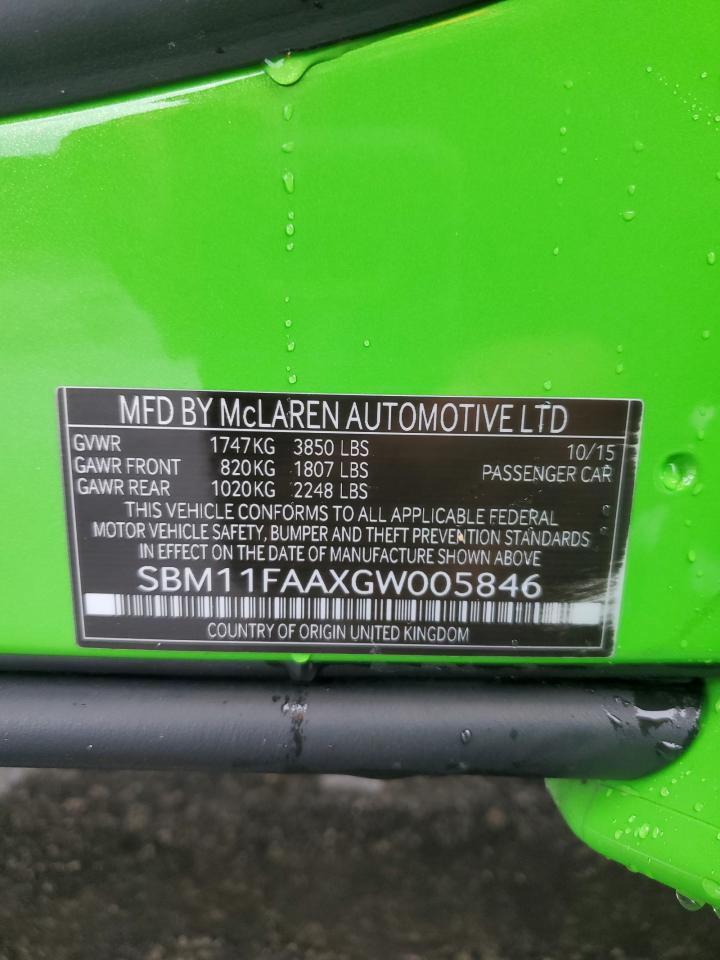 MFD BY McLAREN AUTOMOTIVE LTD
GVWR 1747KG 3850 LBS 10/15
GAWR FRONT 820KG 1807 LBS PASSENGER CAR
GAWR REAR 1020KG 2248 LBS
THIS VEHICLE CONFORMS TO ALL APPLICABLE FEDERAL
MOTOR VEHICLE SAFETY, BUMPER AND THEFT PREVENTION STANDARDS
IN EFFECT ON THE DATE OF MANUFACTURE SHOWN ABOVE
SBM11FAAXGW005846
COUNTRY OF ORIGIN UNITED KINGDOM